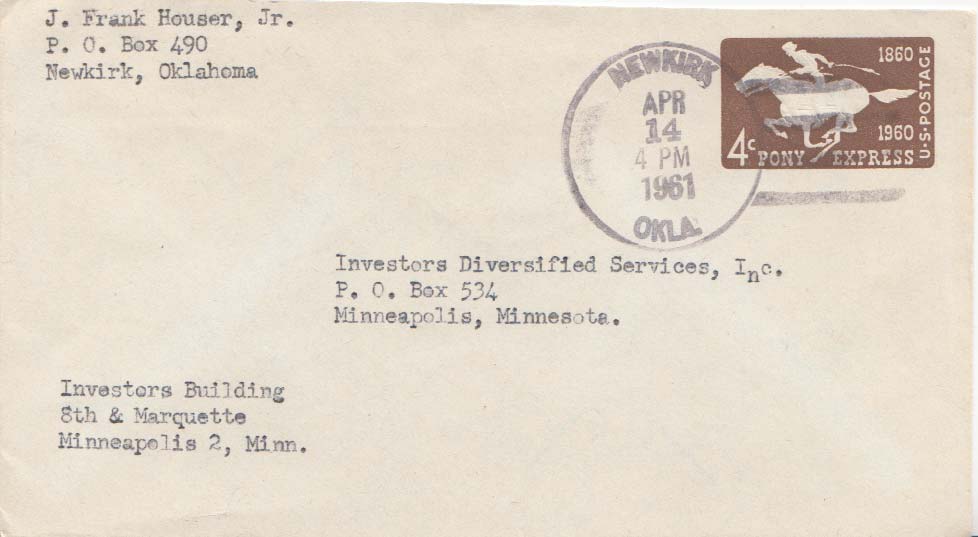 J. Frank Houser, Jr.
P. O. Box 490
Newkirk, Oklahoma
NEWKIRK
APR
14
4 PM
1961
OKLA.
1860
1960
U.S. POSTAGE
4c PONY EXPRESS
Investors Diversified Services, Inc.
P. O. Box 534
Minneapolis, Minnesota.
Investors Building
8th & Marquette
Minneapolis 2, Minn.